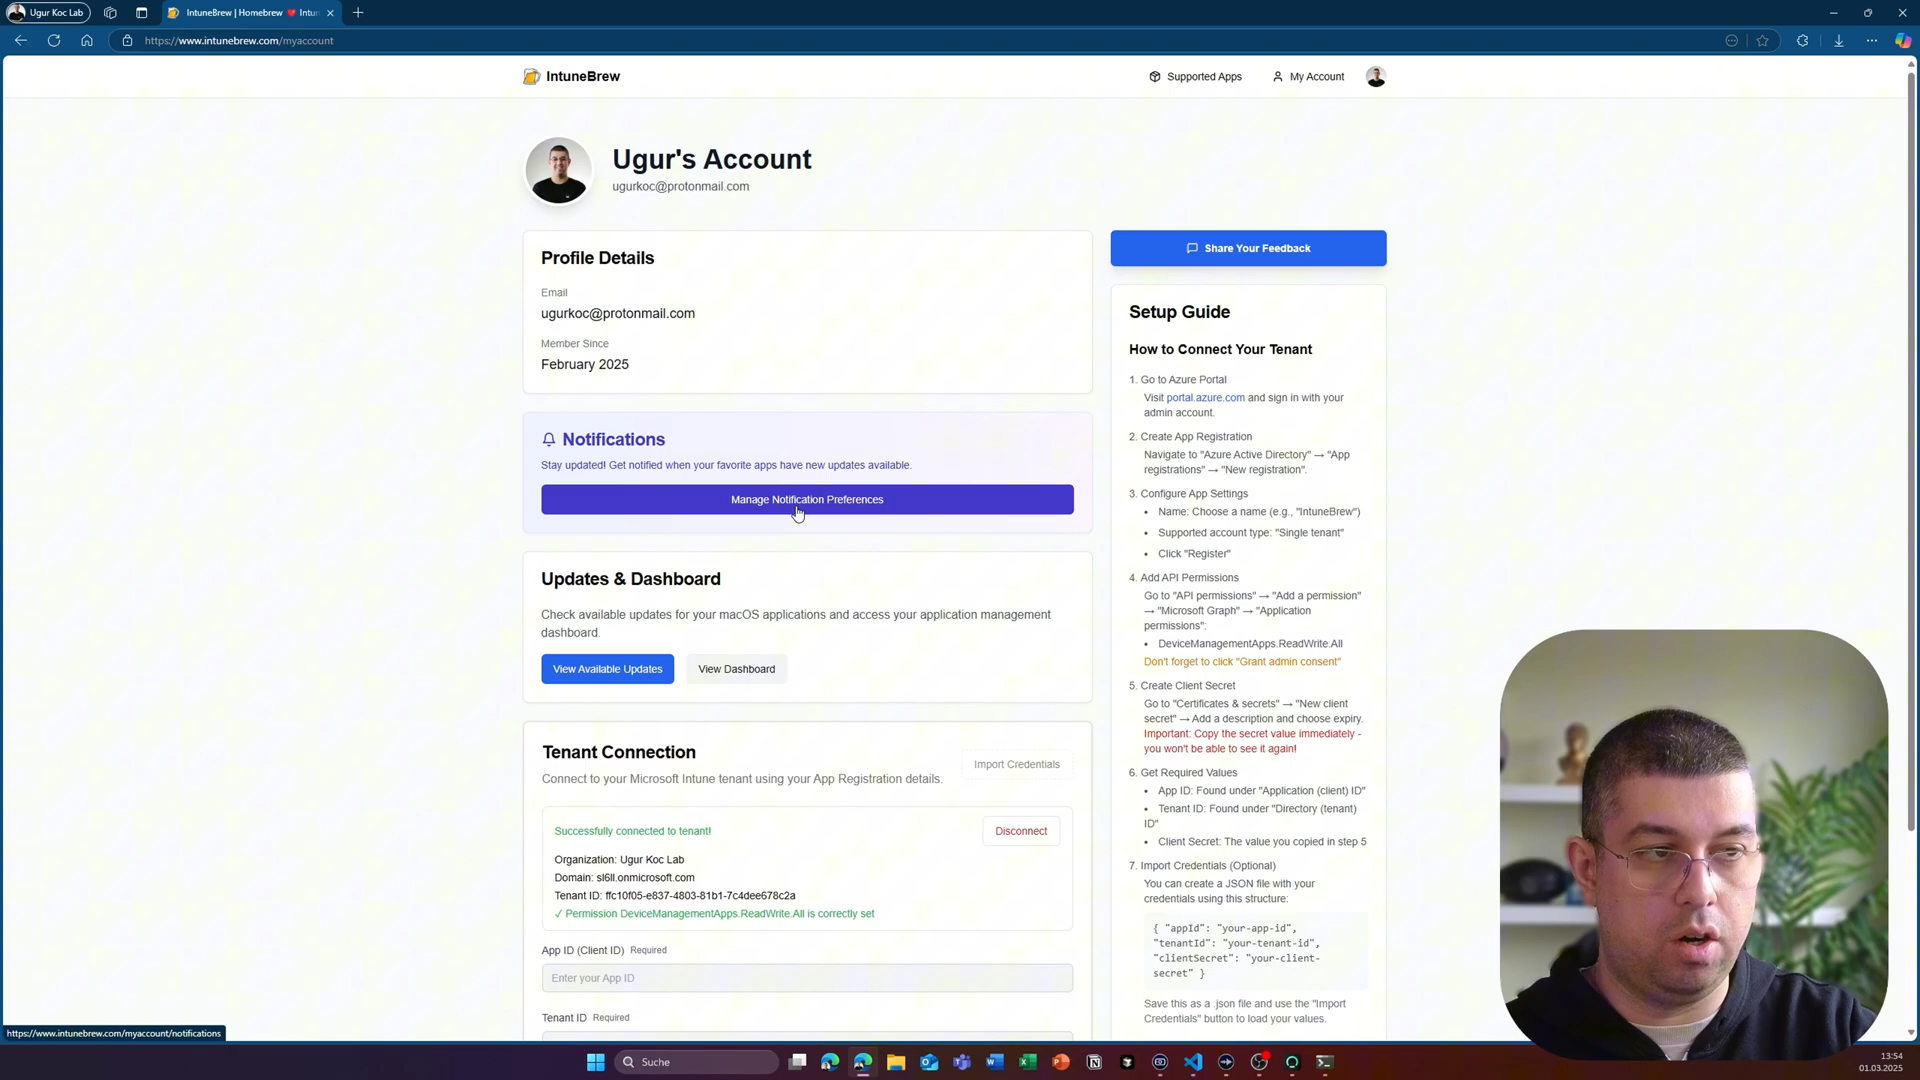 Ugur Koc Lab
IntuneBrew | Homebrew ❤️ Intun
https://www.intunebrew.com/myaccount
IntuneBrew
Supported Apps
My Account
Ugur's Account
ugurkoc@protonmail.com
Profile Details
Email
ugurkoc@protonmail.com
Member Since
February 2025
Notifications
Stay updated! Get notified when your favorite apps have new updates available.
Manage Notification Preferences
Updates & Dashboard
Check available updates for your macOS applications and access your application management
dashboard.
View Available Updates
View Dashboard
Tenant Connection
Import Credentials
Connect to your Microsoft Intune tenant using your App Registration details.
Successfully connected to tenant!
Disconnect
Organization: Ugur Koc Lab
Domain: sl6ll.onmicrosoft.com
Tenant ID: ffc10f05-e837-4803-81b1-7c4dee678c2a
✓ Permission DeviceManagementApps.ReadWrite.All is correctly set
App ID (Client ID) Required
Enter your App ID
Tenant ID Required
Share Your Feedback
Setup Guide
How to Connect Your Tenant
1. Go to Azure Portal
Visit portal.azure.com and sign in with your
admin account.
2. Create App Registration
Navigate to "Azure Active Directory" → "App
registrations" → "New registration".
3. Configure App Settings
• Name: Choose a name (e.g., "IntuneBrew")
• Supported account type: "Single tenant"
• Click "Register"
4. Add API Permissions
Go to "API permissions" → "Add a permission"
→ "Microsoft Graph" → "Application
permissions":
• DeviceManagementApps.ReadWrite.All
Don't forget to click "Grant admin consent"
5. Create Client Secret
Go to "Certificates & secrets" → "New client
secret" → Add a description and choose expiry.
Important: Copy the secret value immediately -
you won't be able to see it again!
6. Get Required Values
• App ID: Found under "Application (client) ID"
• Tenant ID: Found under "Directory (tenant)
ID"
• Client Secret: The value you copied in step 5
7. Import Credentials (Optional)
You can create a JSON file with your
credentials using this structure:
{ "appId": "your-app-id",
"tenantId": "your-tenant-id",
"clientSecret": "your-client-
secret" }
Save this as a .json file and use the "Import
Credentials" button to load your values.
https://www.intunebrew.com/myaccount/notifications
Suche
13:54
01.03.2025